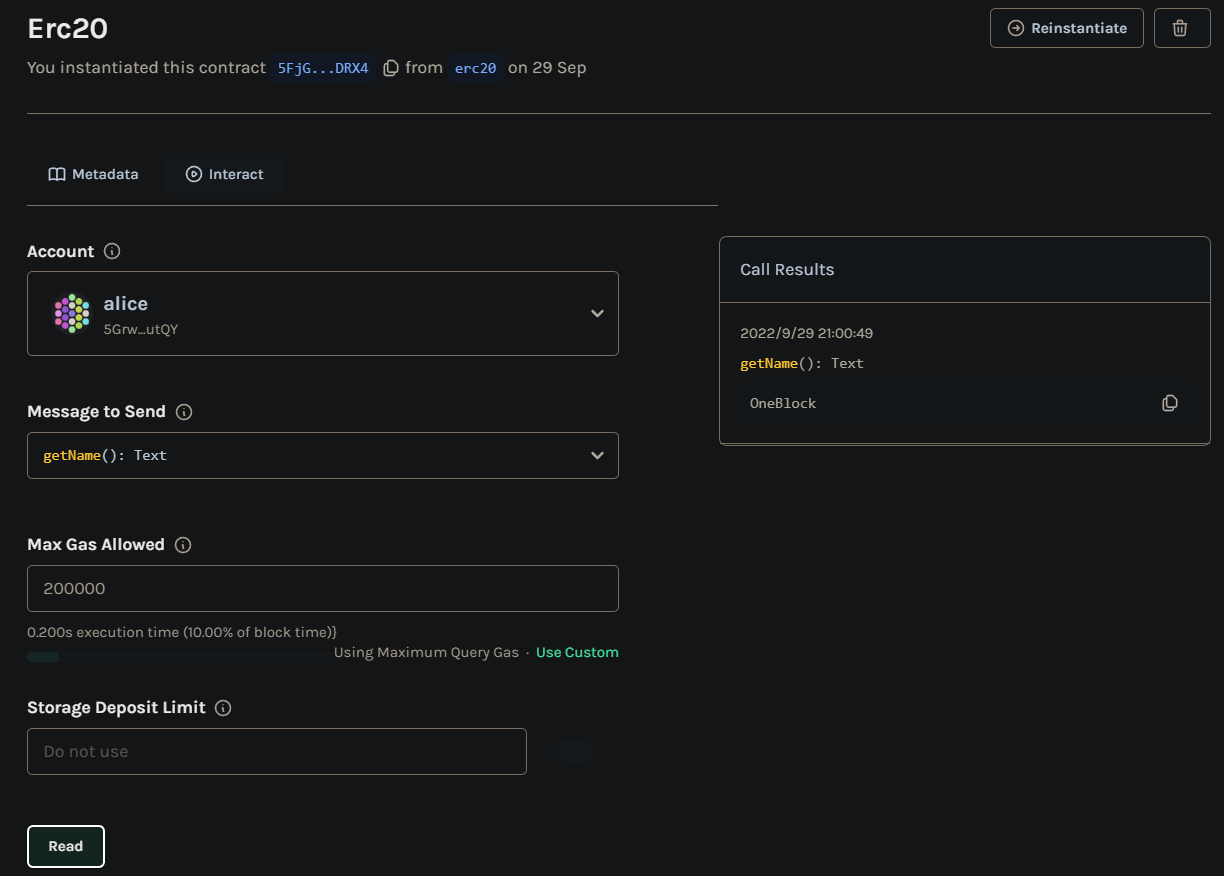 Erc20
Reinstantiate
You instantiated this contract 5FjG...DRX4 from erc20 on 29 Sep
Metadata
Interact
Account
alice
5Grw...utQY
Message to Send
getName(): Text
Max Gas Allowed
200000
0.200s execution time (10.00% of block time)}
Using Maximum Query Gas · Use Custom
Storage Deposit Limit
Do not use
Read
Call Results
2022/9/29 21:00:49
getName(): Text
OneBlock